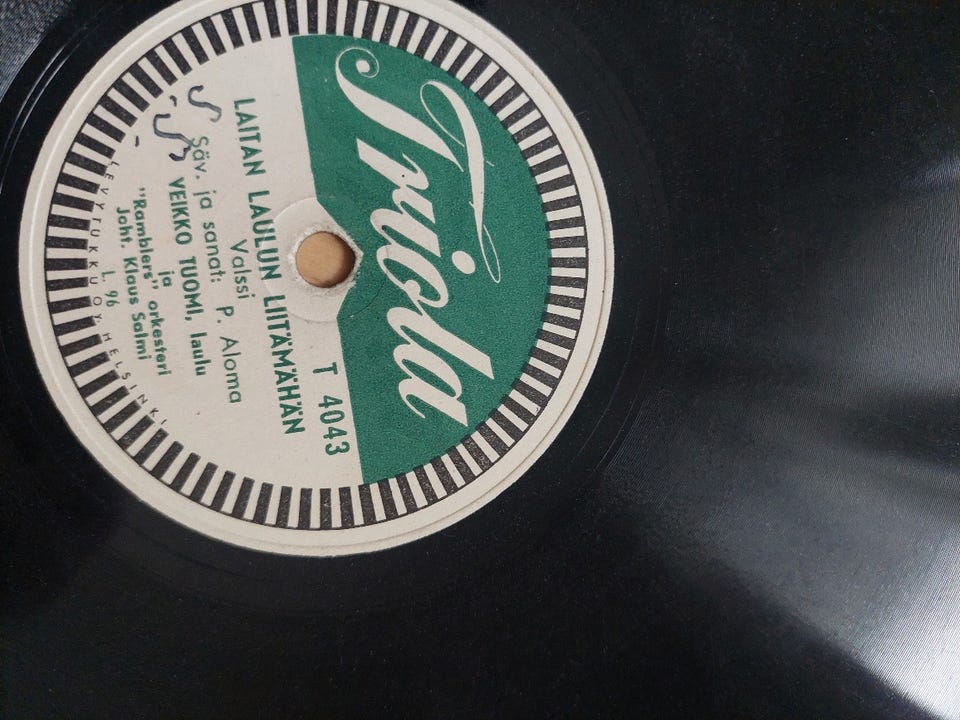 Triola
T 4043
LAITAN LAULUN LIITÄMÄHÄN
Valssi
Säv. ja sanat: P. Aloma
VEIKKO TUOMI, laulu
ja
"Ramblers" orkesteri
Joht. Klaus Salmi
L 96
LEVYTUKKU OY. HELSINKI